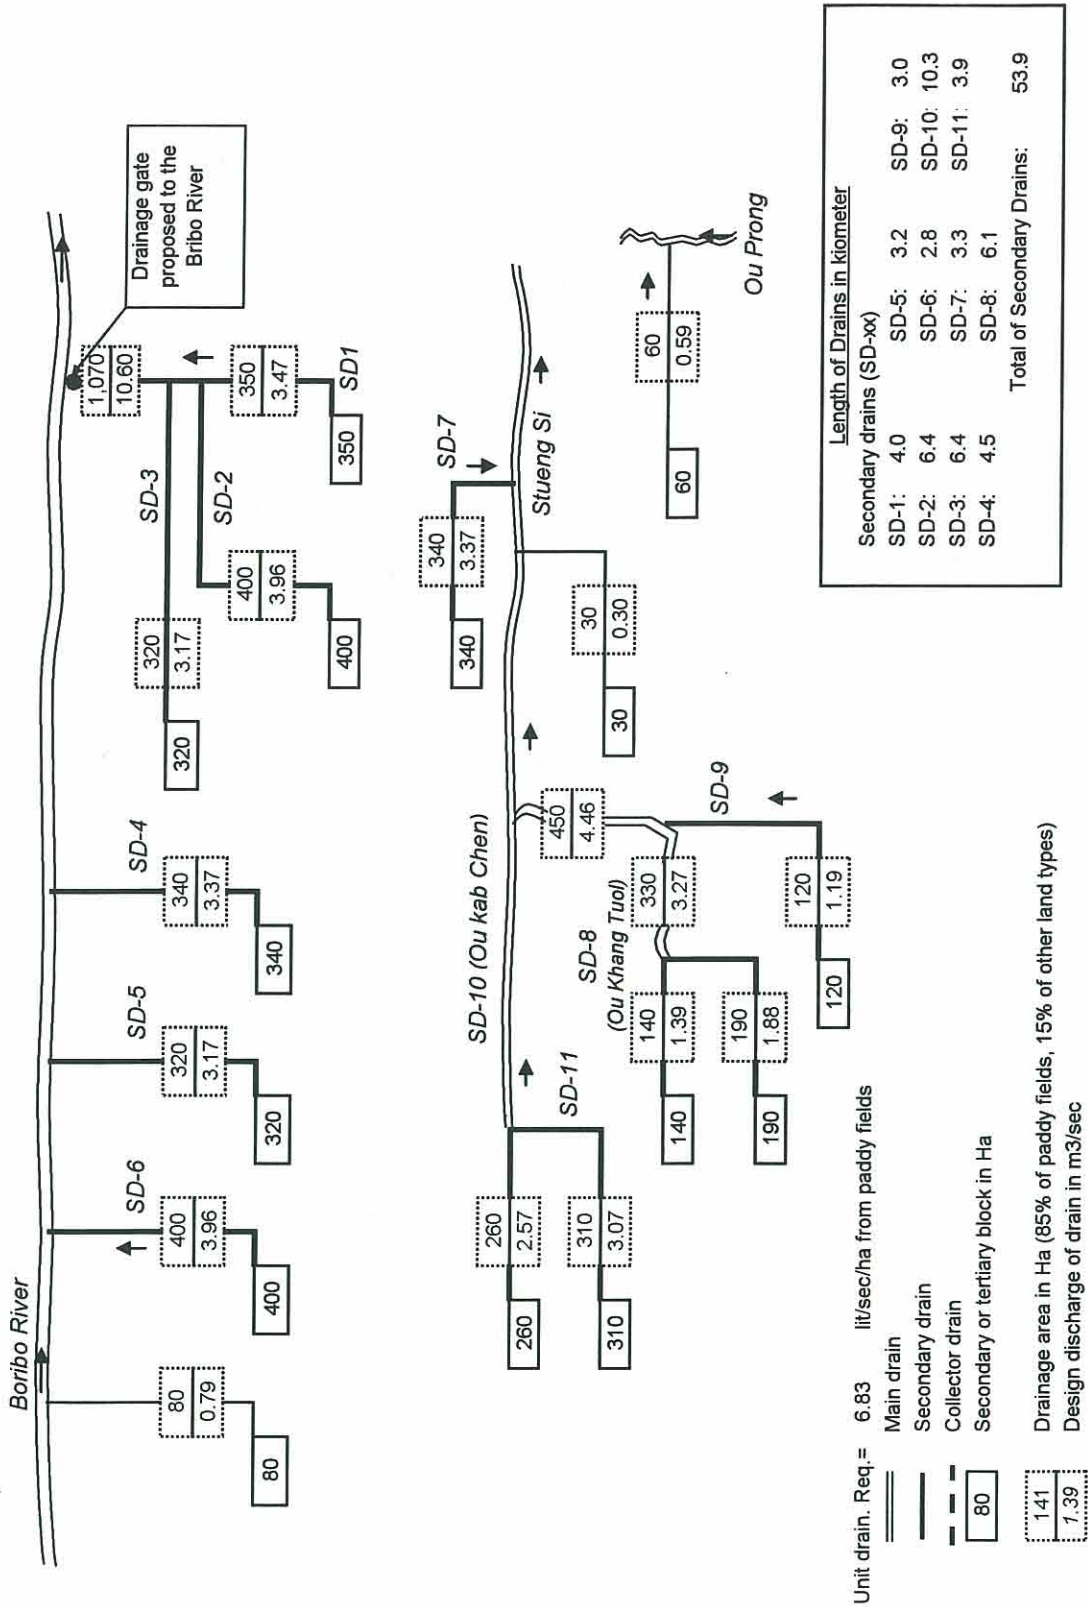 Boribo River
80
0.79
80
SD-6
400
3.96
400
SD-5
320
3.17
320
SD-4
340
3.37
340
SD-3
320
3.17
320
SD-2
400
3.96
400
1,070
10.60
350
3.47
SD1
350
Drainage gate
proposed to the
Bribo River
SD-10 (Ou kab Chen)
SD-11
260
2.57
260
310
3.07
310
SD-8
(Ou Khang Tuol)
140
1.39
140
190
1.88
190
330
3.27
450
4.46
SD-9
120
1.19
120
SD-7
340
3.37
340
Stueng Si
30
0.30
30
60
0.59
60
Ou Prong
Unit drain. Req.= 6.83 lit/sec/ha from paddy fields
Main drain
Secondary drain
Collector drain
80 Secondary or tertiary block in Ha
141 Drainage area in Ha (85% of paddy fields, 15% of other land types)
1.39 Design discharge of drain in m3/sec
Length of Drains in kiometer
Secondary drains (SD-xx)
SD-1: 4.0 SD-5: 3.2 SD-9: 3.0
SD-2: 6.4 SD-6: 2.8 SD-10: 10.3
SD-3: 6.4 SD-7: 3.3 SD-11: 3.9
SD-4: 4.5 SD-8: 6.1
Total of Secondary Drains: 53.9